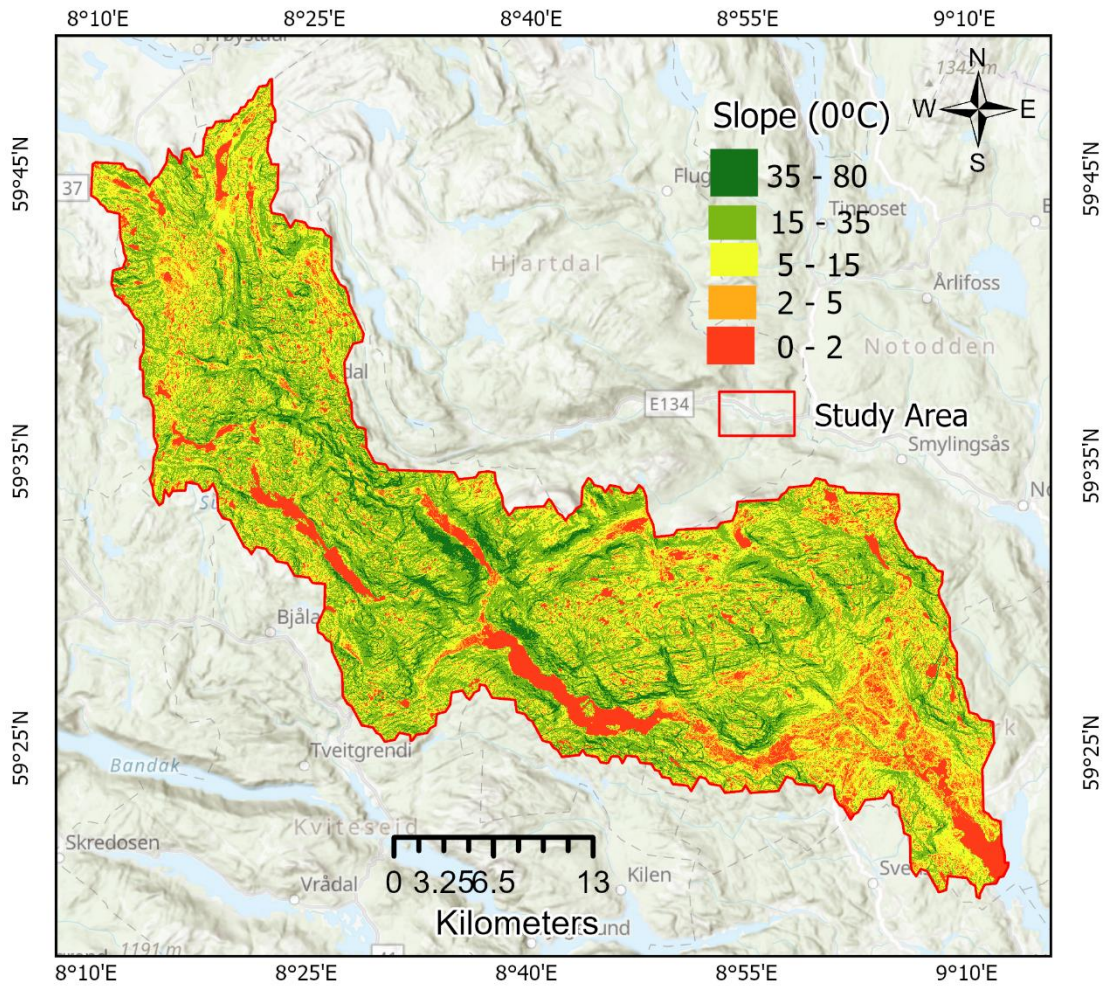 8°10'E 8°25'E 8°40'E 8°55'E 9°10'E
1342 m
N
W E
S
Slope (0⁰C)
35 - 80
15 - 35
5 - 15
2 - 5
0 - 2
Study Area
59°45'N 59°45'N
37
Tinnoset
Hjartdal
Årlifoss
Notodden
dal
E134
Smylingsås
59°35'N 59°35'N
Bjåla
59°25'N 59°25'N
Tveitgrendi
Bandak
Kviteseid
Skredosen
Vrådal
Kilen
0 3.25 6.5 13
Kilometers
1191 m
8°10'E 8°25'E 8°40'E 8°55'E 9°10'E